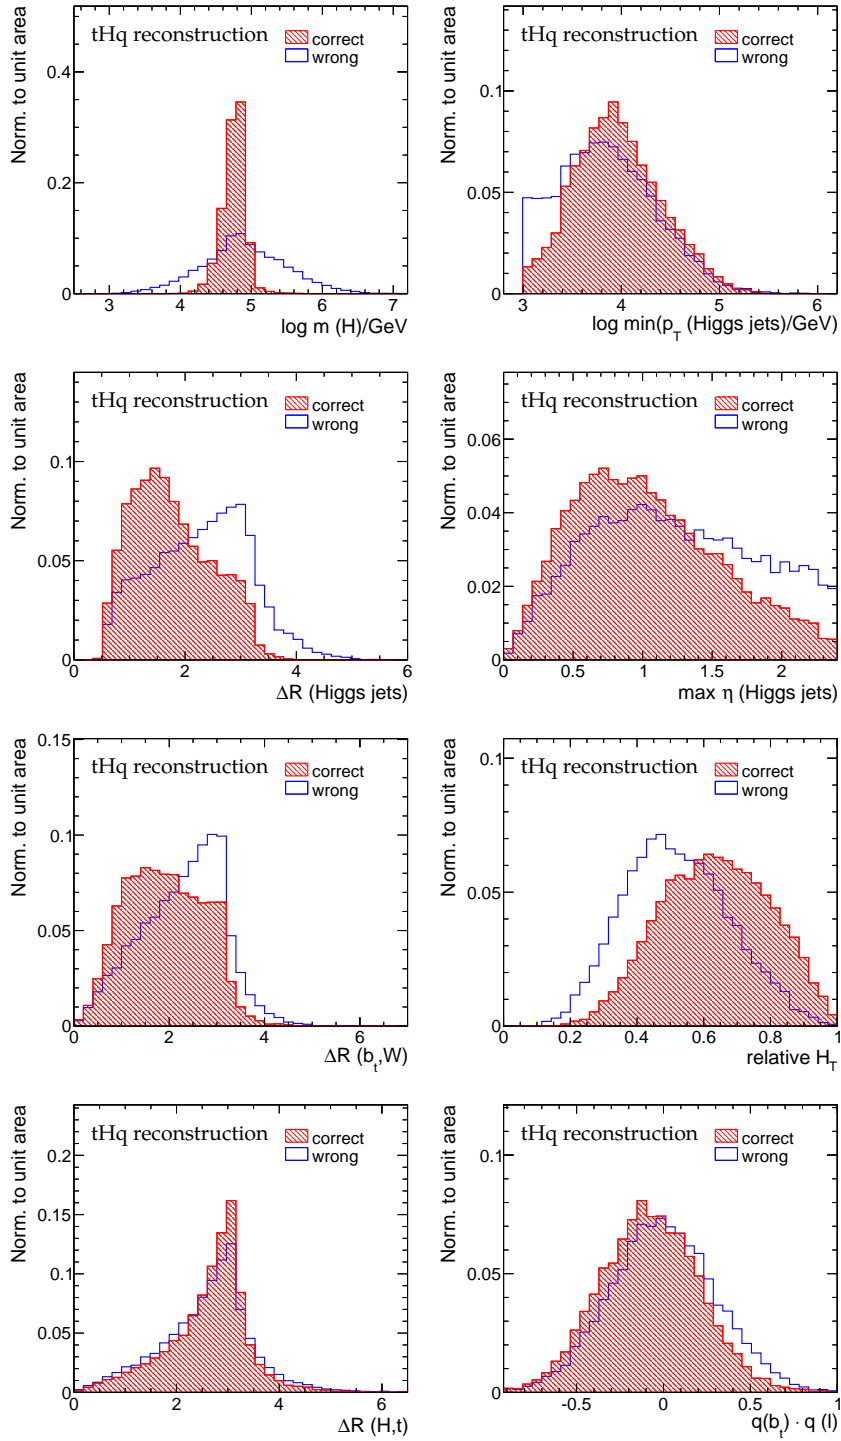 tHq reconstruction
correct
wrong
Norm. to unit area
0
0.2
0.4
3
4
5
6
7
log m (H)/GeV
tHq reconstruction
correct
wrong
Norm. to unit area
0
0.05
0.1
3
4
5
6
log min(p_T (Higgs jets)/GeV)
tHq reconstruction
correct
wrong
Norm. to unit area
0
0.05
0.1
0
2
4
6
ΔR (Higgs jets)
tHq reconstruction
correct
wrong
Norm. to unit area
0
0.02
0.04
0.06
0
0.5
1
1.5
2
max η (Higgs jets)
tHq reconstruction
correct
wrong
Norm. to unit area
0
0.05
0.1
0.15
0
2
4
6
ΔR (b_t,W)
tHq reconstruction
correct
wrong
Norm. to unit area
0
0.05
0.1
0
0.2
0.4
0.6
0.8
1
relative H_T
tHq reconstruction
correct
wrong
Norm. to unit area
0
0.05
0.1
0.15
0.2
0
2
4
6
ΔR (H,t)
tHq reconstruction
correct
wrong
Norm. to unit area
0
0.05
0.1
-0.5
0
0.5
1
q(b_t) · q (l)